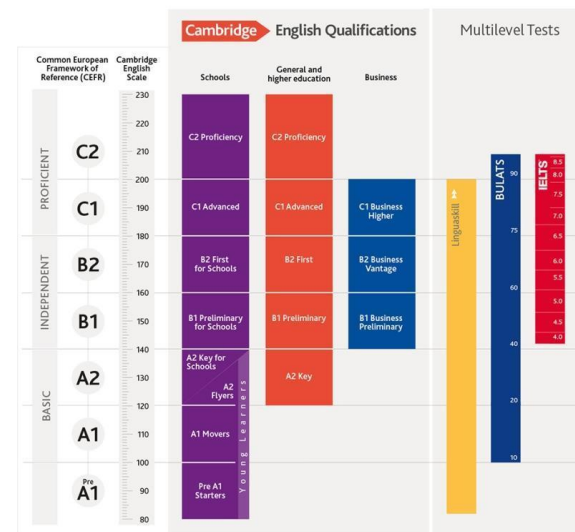 Cambridge English Qualifications
Multilevel Tests
Common European
Framework of
Reference (CEFR)
Cambridge
English
Scale
Schools
General and
higher education
Business
PROFICIENT
INDEPENDENT
BASIC
C2
C1
B2
B1
A2
A1
Pre
A1
230
220
210
200
190
180
170
160
150
140
130
120
110
100
90
80
C2 Proficiency
C1 Advanced
B2 First
for Schools
B1 Preliminary
for Schools
A2 Key for
Schools
A2
Flyers
A1 Movers
Pre A1
Starters
Young Learners
C2 Proficiency
C1 Advanced
B2 First
B1 Preliminary
A2 Key
C1 Business
Higher
B2 Business
Vantage
B1 Business
Preliminary
Linguaskill
BULATS
90
75
60
40
20
10
IELTS
8.5
8.0
7.5
7.0
6.5
6.0
5.5
5.0
4.5
4.0